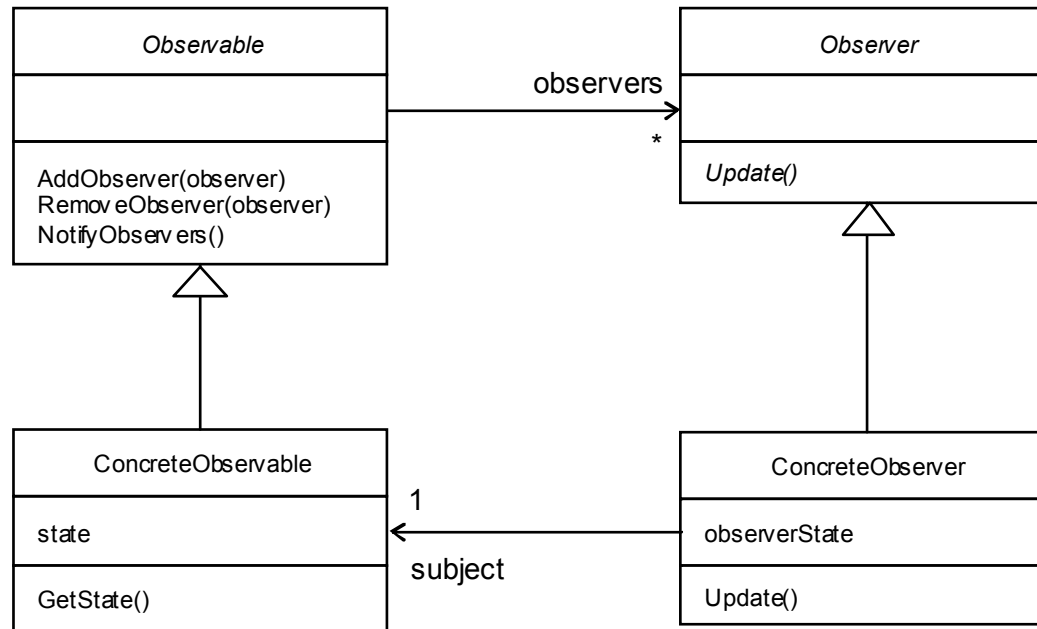 Observable
Observer
observers
*
AddObserver(observer)
RemoveObserver(observer)
NotifyObservers()
Update()
ConcreteObservable
ConcreteObserver
1
state
observerState
subject
GetState()
Update()